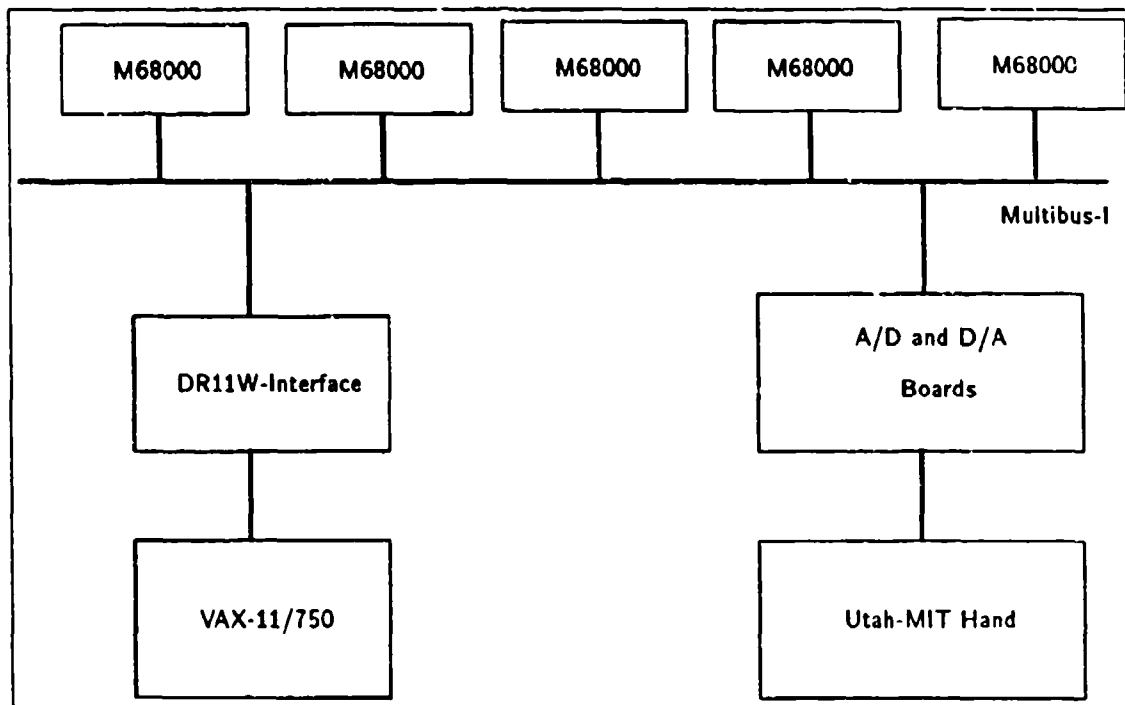 M68000
M68000
M68000
M68000
M68000
Multibus-I
DR11W-Interface
A/D and D/A
Boards
VAX-11/750
Utah-MIT Hand